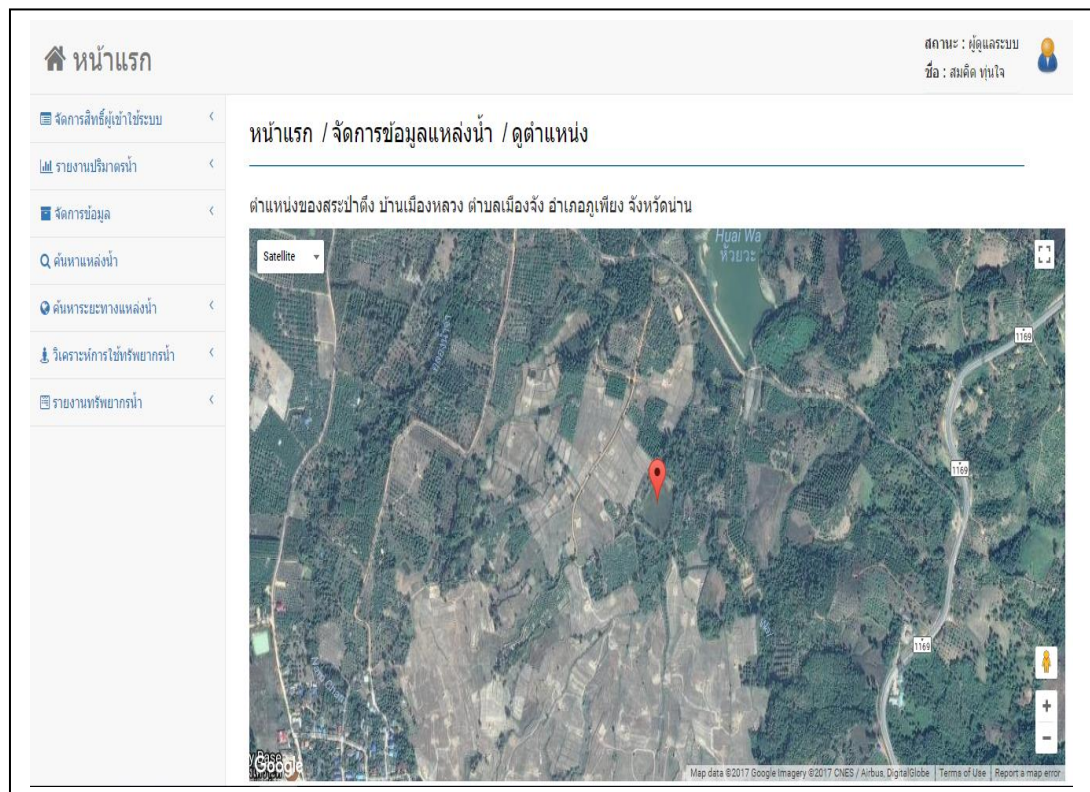 หน้าแรก
สถานะ : ผู้ดูแลระบบ
ชื่อ : สมคิด ทุ่นใจ
จัดการสิทธิ์ผู้เข้าใช้ระบบ
รายงานปริมาตรน้ำ
จัดการข้อมูล
ค้นหาแหล่งน้ำ
ค้นหาระยะทางแหล่งน้ำ
วิเคราะห์การใช้ทรัพยากรน้ำ
รายงานทรัพยากรน้ำ
หน้าแรก / จัดการข้อมูลแหล่งน้ำ / ดูตำแหน่ง
ตำแหน่งของสระป่าตึง บ้านเมืองหลวง ตำบลเมืองจัง อำเภอภูเพียง จังหวัดน่าน
Satellite
Huai Wa
ห้วยวะ
1169
1169
1169
Google
Map data ©2017 Google Imagery ©2017 CNES / Airbus, DigitalGlobe Terms of Use Report a map error